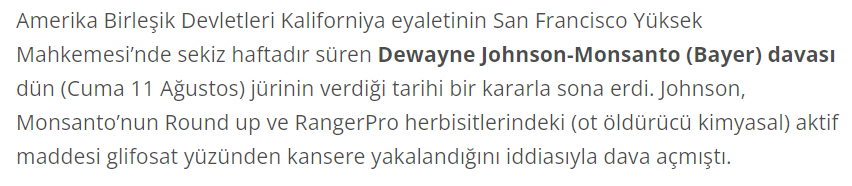 Amerika Birleşik Devletleri Kaliforniya eyaletinin San Francisco Yüksek
Mahkemesi’nde sekiz haftadır süren Dewayne Johnson-Monsanto (Bayer) davası
dün (Cuma 11 Ağustos) jürinin verdiği tarihi bir kararla sona erdi. Johnson,
Monsanto’nun Round up ve RangerPro herbisitlerindeki (ot öldürücü kimyasal) aktif
maddesi glifosat yüzünden kansere yakalandığını iddiasıyla dava açmıştı.